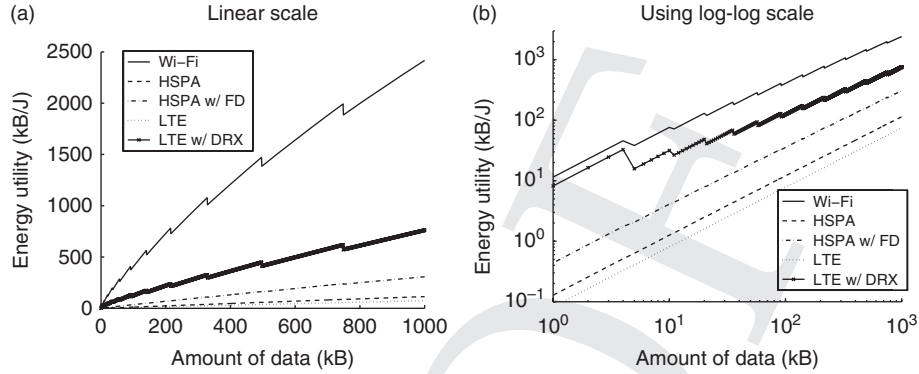 (a) Linear scale
Energy utility (kB/J)
2500
2000
1500
1000
500
0
Wi–Fi
HSPA
HSPA w/ FD
LTE
LTE w/ DRX
0 200 400 600 800 1000
Amount of data (kB)
(b) Using log-log scale
Energy utility (kB/J)
10³
10²
10¹
10⁰
10⁻¹
Wi–Fi
HSPA
HSPA w/ FD
LTE
LTE w/ DRX
10⁰ 10¹ 10² 10³
Amount of data (kB)